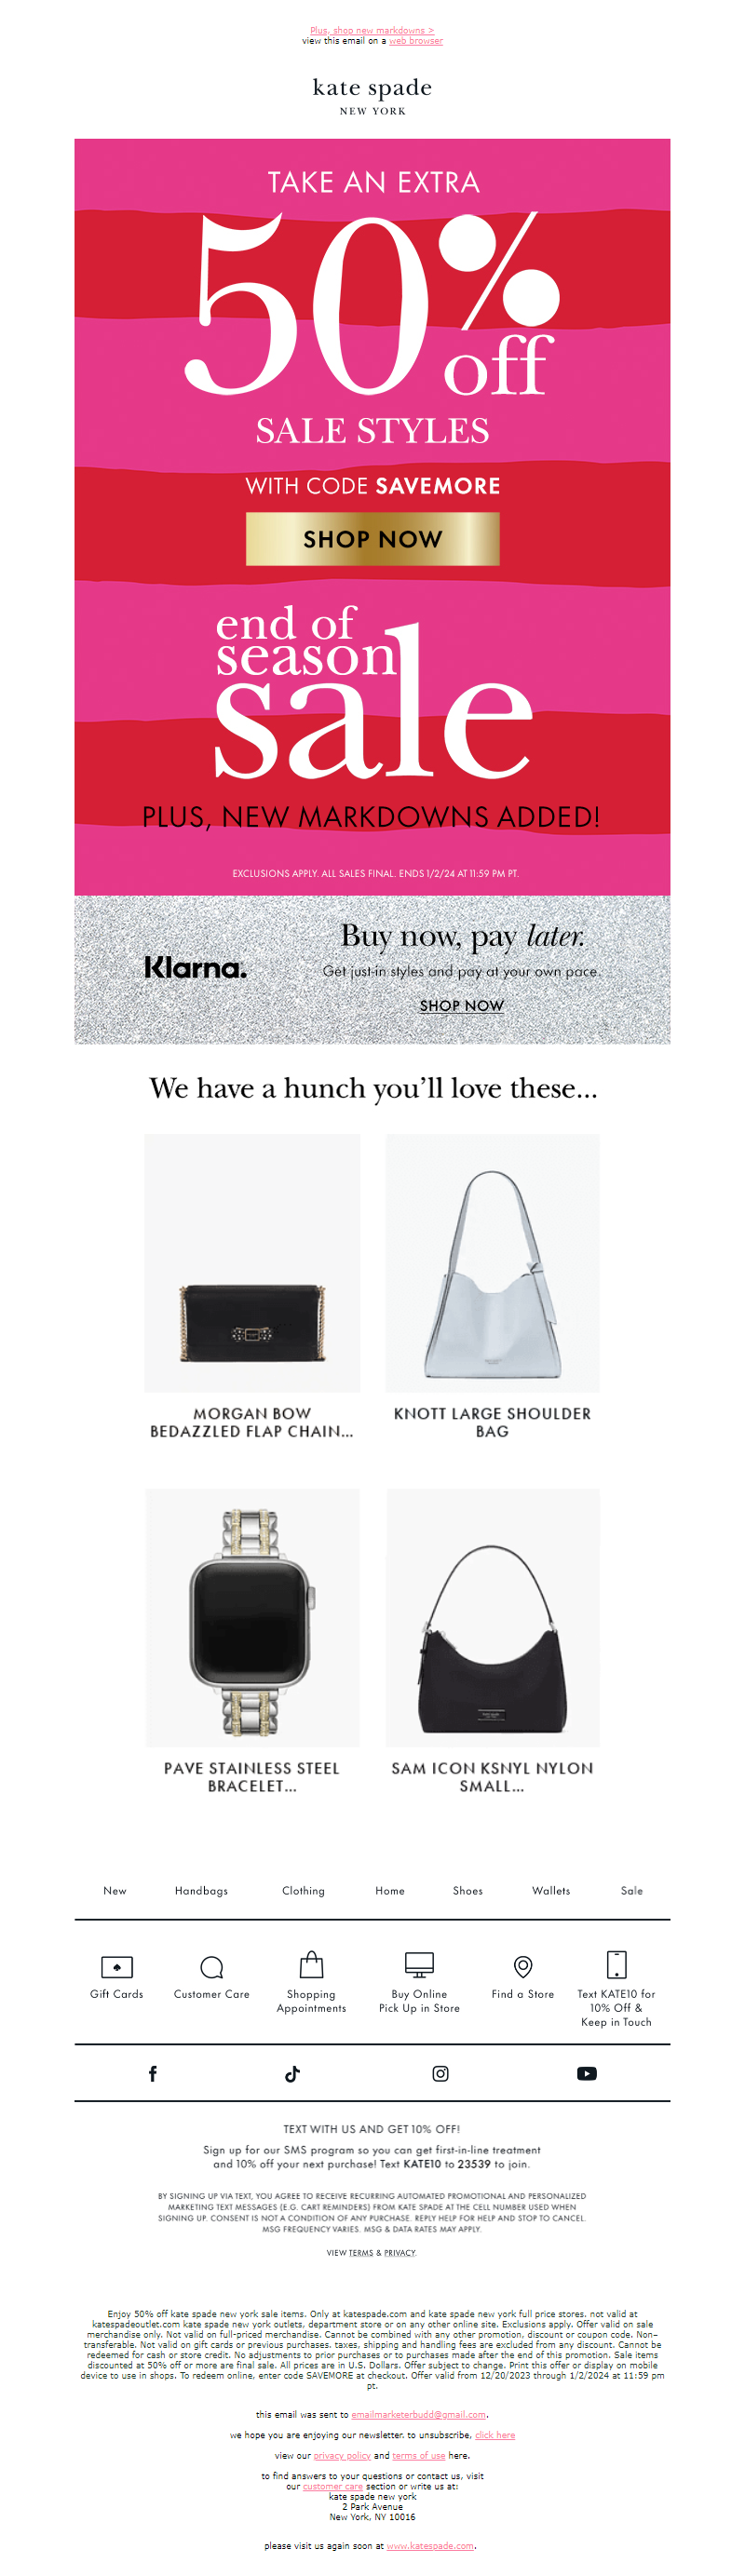 Plus, shop new markdowns >
view this email on a web browser
kate spade
NEW YORK
TAKE AN EXTRA
50%
off
SALE STYLES
WITH CODE SAVEMORE
SHOP NOW
end of
season
sale
PLUS, NEW MARKDOWNS ADDED!
EXCLUSIONS APPLY. ALL SALES FINAL. ENDS 1/2/24 AT 11:59 PM PT.
Klarna.
Buy now, pay later.
Get just-in styles and pay at your own pace.
SHOP NOW
We have a hunch you'll love these...
MORGAN BOW
BEDAZZLED FLAP CHAIN...
KNOTT LARGE SHOULDER
BAG
PAVE STAINLESS STEEL
BRACELET...
SAM ICON KSNYL NYLON
SMALL...
New Handbags Clothing Home Shoes Wallets Sale
Gift Cards
Customer Care
Shopping
Appointments
Buy Online
Pick Up in Store
Find a Store
Text KATE10 for
10% Off &
Keep in Touch
TEXT WITH US AND GET 10% OFF!
Sign up for our SMS program so you can get first-in-line treatment
and 10% off your next purchase! Text KATE10 to 23539 to join.
BY SIGNING UP VIA TEXT, YOU AGREE TO RECEIVE RECURRING AUTOMATED PROMOTIONAL AND PERSONALIZED
MARKETING TEXT MESSAGES (E.G. CART REMINDERS) FROM KATE SPADE AT THE CELL NUMBER USED WHEN
SIGNING UP. CONSENT IS NOT A CONDITION OF ANY PURCHASE. REPLY HELP FOR HELP AND STOP TO CANCEL.
MSG FREQUENCY VARIES. MSG & DATA RATES MAY APPLY.
VIEW TERMS & PRIVACY.
Enjoy 50% off kate spade new york sale items. Only at katespade.com and kate spade new york full price stores, not valid at
katespadeoutlet.com kate spade new york outlets, department store or on any other online site. Exclusions apply. Offer valid on sale
merchandise only. Not valid on full-priced merchandise. Cannot be combined with any other promotion, discount or coupon code. Non-
transferable. Not valid on gift cards or previous purchases. taxes, shipping and handling fees are excluded from any discount. Cannot be
redeemed for cash or store credit. No adjustments to prior purchases or to purchases made after the end of this promotion. Sale items
discounted at 50% off or more are final sale. All prices are in U.S. Dollars. Offer subject to change. Print this offer or display on mobile
device to use in shops. To redeem online, enter code SAVEMORE at checkout. Offer valid from 12/20/2023 through 1/2/2024 at 11:59 pm
pt.
this email was sent to emailmarketerbudd@gmail.com.
we hope you are enjoying our newsletter. to unsubscribe, click here
view our privacy policy and terms of use here.
to find answers to your questions or contact us, visit
our customer care section or write us at:
kate spade new york
2 Park Avenue
New York, NY 10016
please visit us again soon at www.katespade.com.